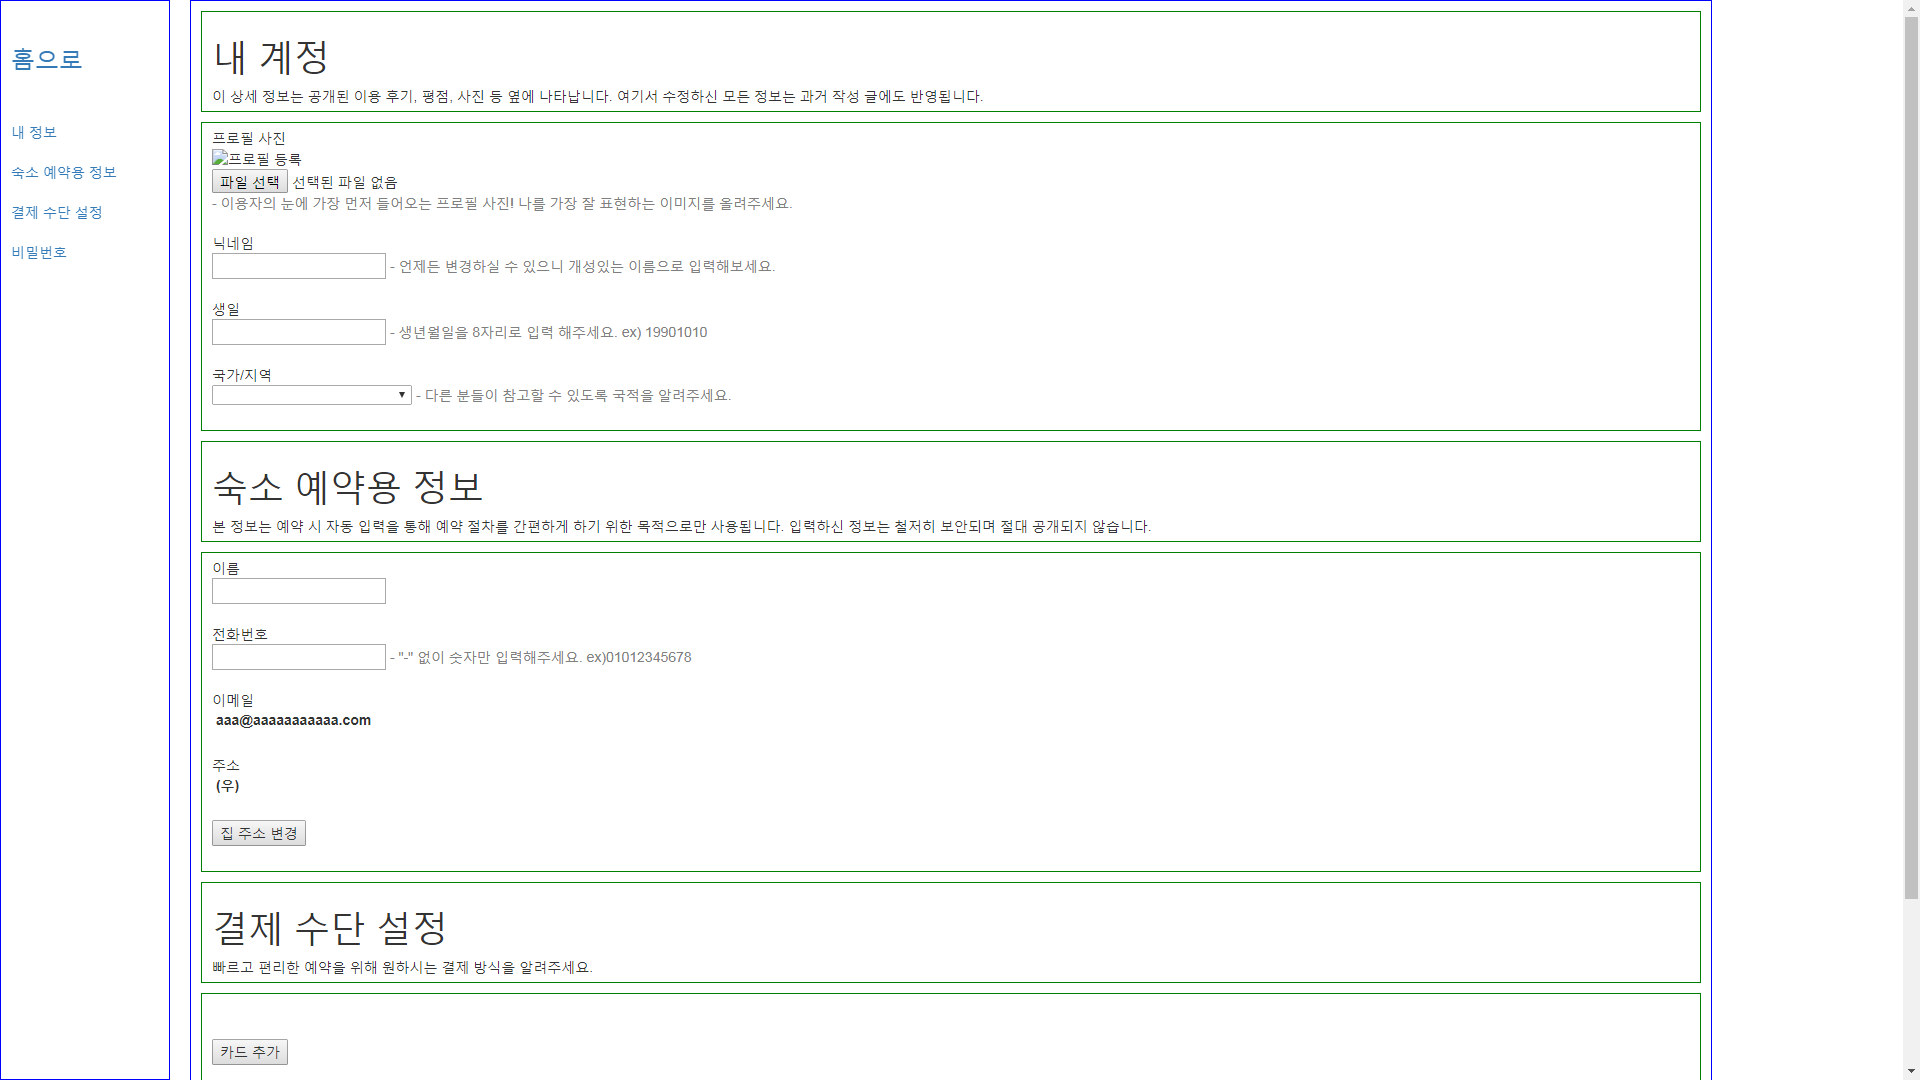 홈으로
내 정보
숙소 예약용 정보
결제 수단 설정
비밀번호
내 계정
이 상세 정보는 공개된 이용 후기, 평점, 사진 등 옆에 나타납니다. 여기서 수정하신 모든 정보는 과거 작성 글에도 반영됩니다.
프로필 사진
프로필 등록
파일 선택 선택된 파일 없음
- 이용자의 눈에 가장 먼저 들어오는 프로필 사진! 나를 가장 잘 표현하는 이미지를 올려주세요.
닉네임
- 언제든 변경하실 수 있으니 개성있는 이름으로 입력해보세요.
생일
- 생년월일을 8자리로 입력 해주세요. ex) 19901010
국가/지역
- 다른 분들이 참고할 수 있도록 국적을 알려주세요.
숙소 예약용 정보
본 정보는 예약 시 자동 입력을 통해 예약 절차를 간편하게 하기 위한 목적으로만 사용됩니다. 입력하신 정보는 철저히 보안되며 절대 공개되지 않습니다.
이름
전화번호
- "-" 없이 숫자만 입력해주세요. ex)01012345678
이메일
aaa@aaaaaaaaaaa.com
주소
(우)
집 주소 변경
결제 수단 설정
빠르고 편리한 예약을 위해 원하시는 결제 방식을 알려주세요.
카드 추가